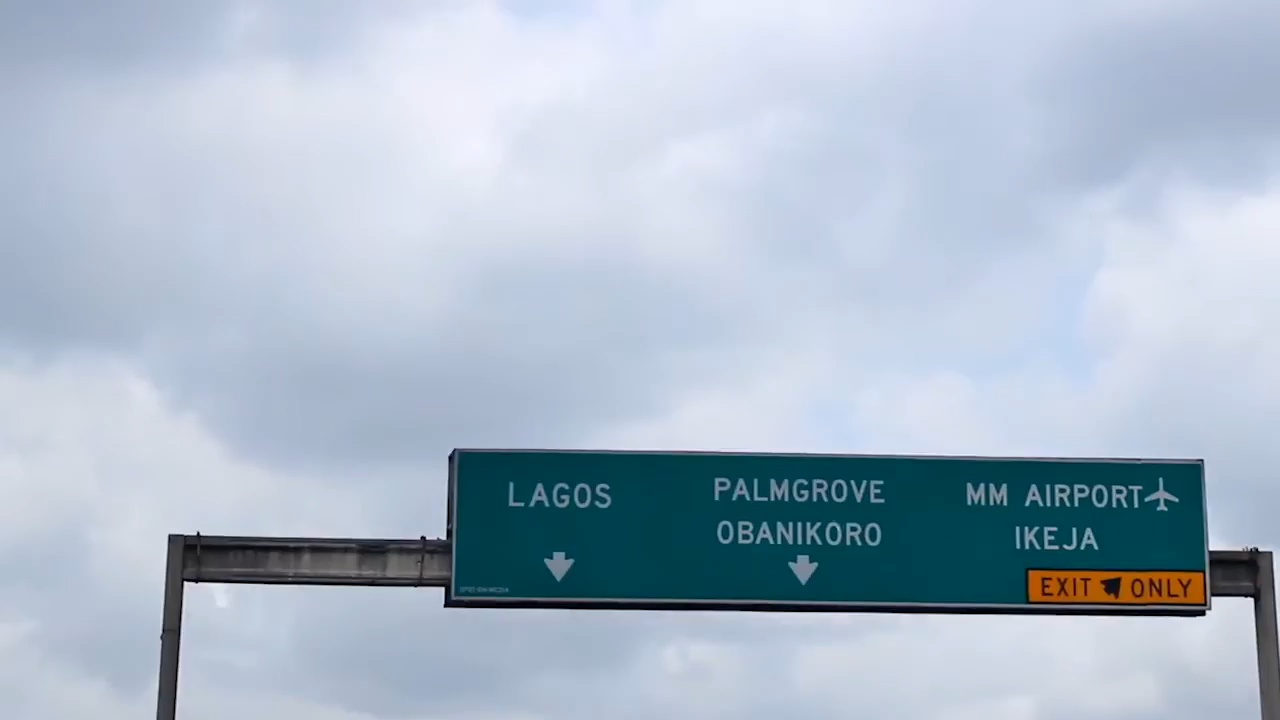 LAGOS
PALMGROVE
OBANIKORO
MM AIRPORT
IKEJA
EXIT ONLY